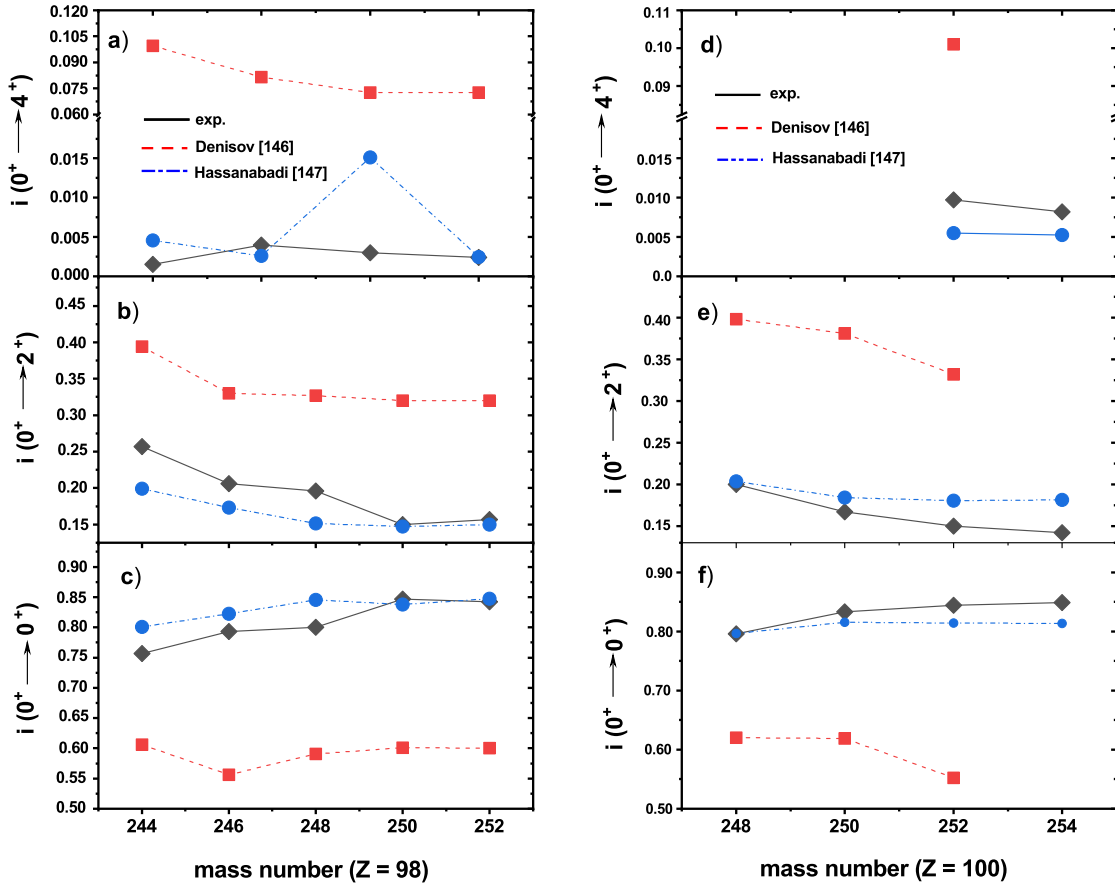 a)
i (0⁺ ⟶ 4⁺)
0.120
0.105
0.090
0.075
0.060
0.015
0.010
0.005
0.000
exp.
Denisov [146]
Hassanabadi [147]
b)
i (0⁺ ⟶ 2⁺)
0.45
0.40
0.35
0.30
0.25
0.20
0.15
c)
i (0⁺ ⟶ 0⁺)
0.90
0.85
0.80
0.75
0.70
0.65
0.60
0.55
0.50
244 246 248 250 252
mass number (Z = 98)
d)
i (0⁺ ⟶ 4⁺)
0.11
0.10
0.09
0.015
0.010
0.005
0.0
exp.
Denisov [146]
Hassanabadi [147]
e)
i (0⁺ ⟶ 2⁺)
0.40
0.35
0.30
0.25
0.20
0.15
f)
i (0⁺ ⟶ 0⁺)
0.90
0.80
0.70
0.60
0.50
248 250 252 254
mass number (Z = 100)